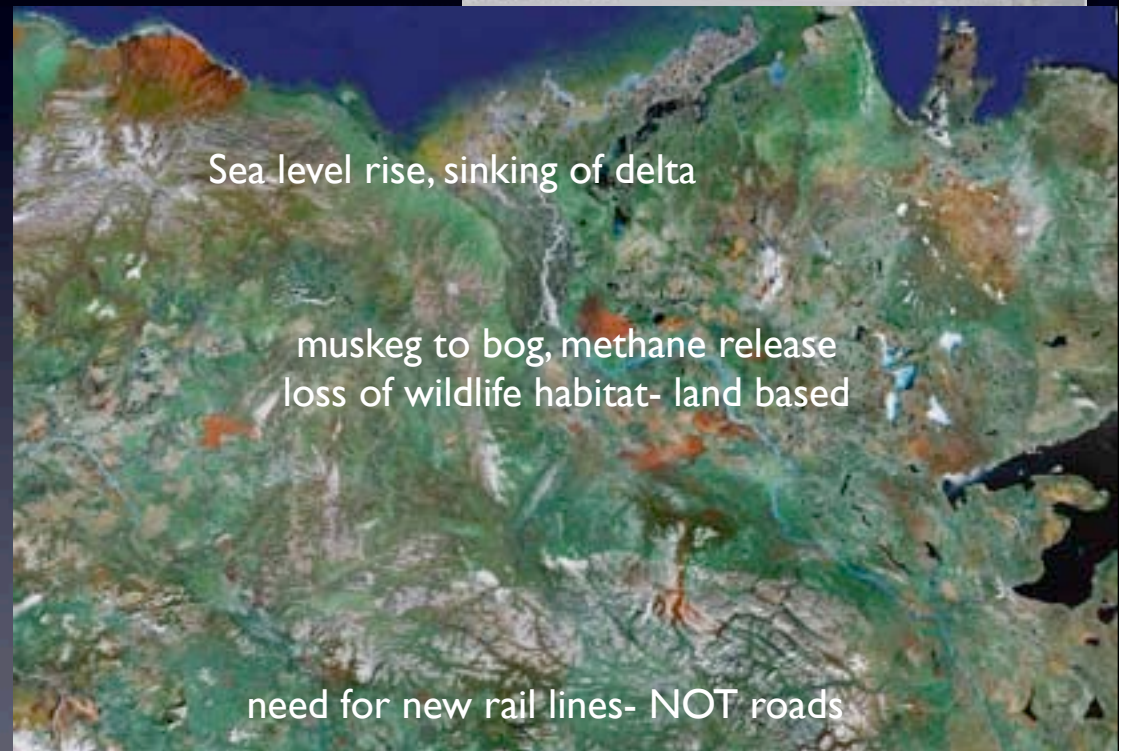 Sea level rise, sinking of delta
muskeg to bog, methane release
loss of wildlife habitat- land based
need for new rail lines- NOT roads